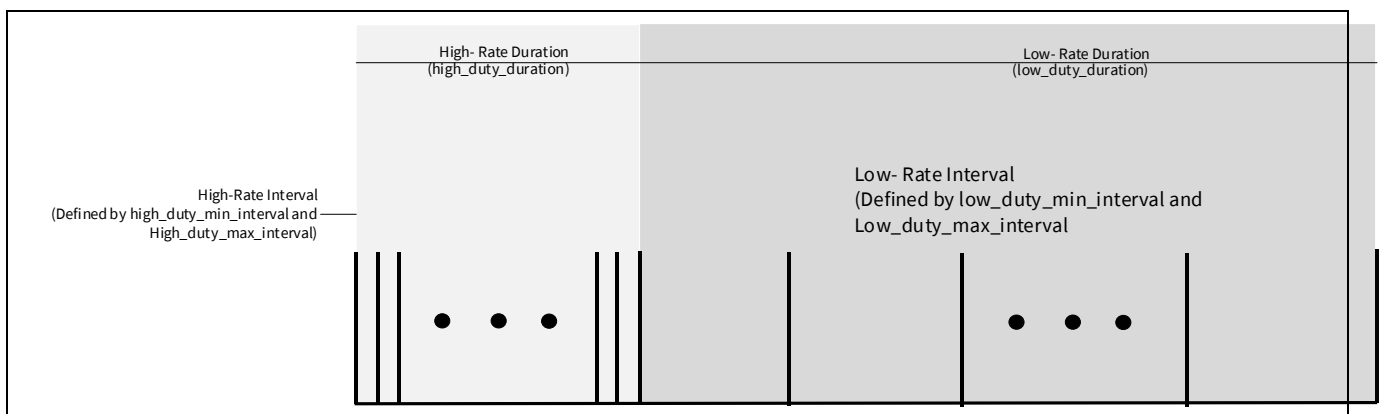 High- Rate Duration
(high_duty_duration)
Low- Rate Duration
(low_duty_duration)
High-Rate Interval
(Defined by high_duty_min_interval and
High_duty_max_interval)
Low- Rate Interval
(Defined by low_duty_min_interval and
Low_duty_max_interval